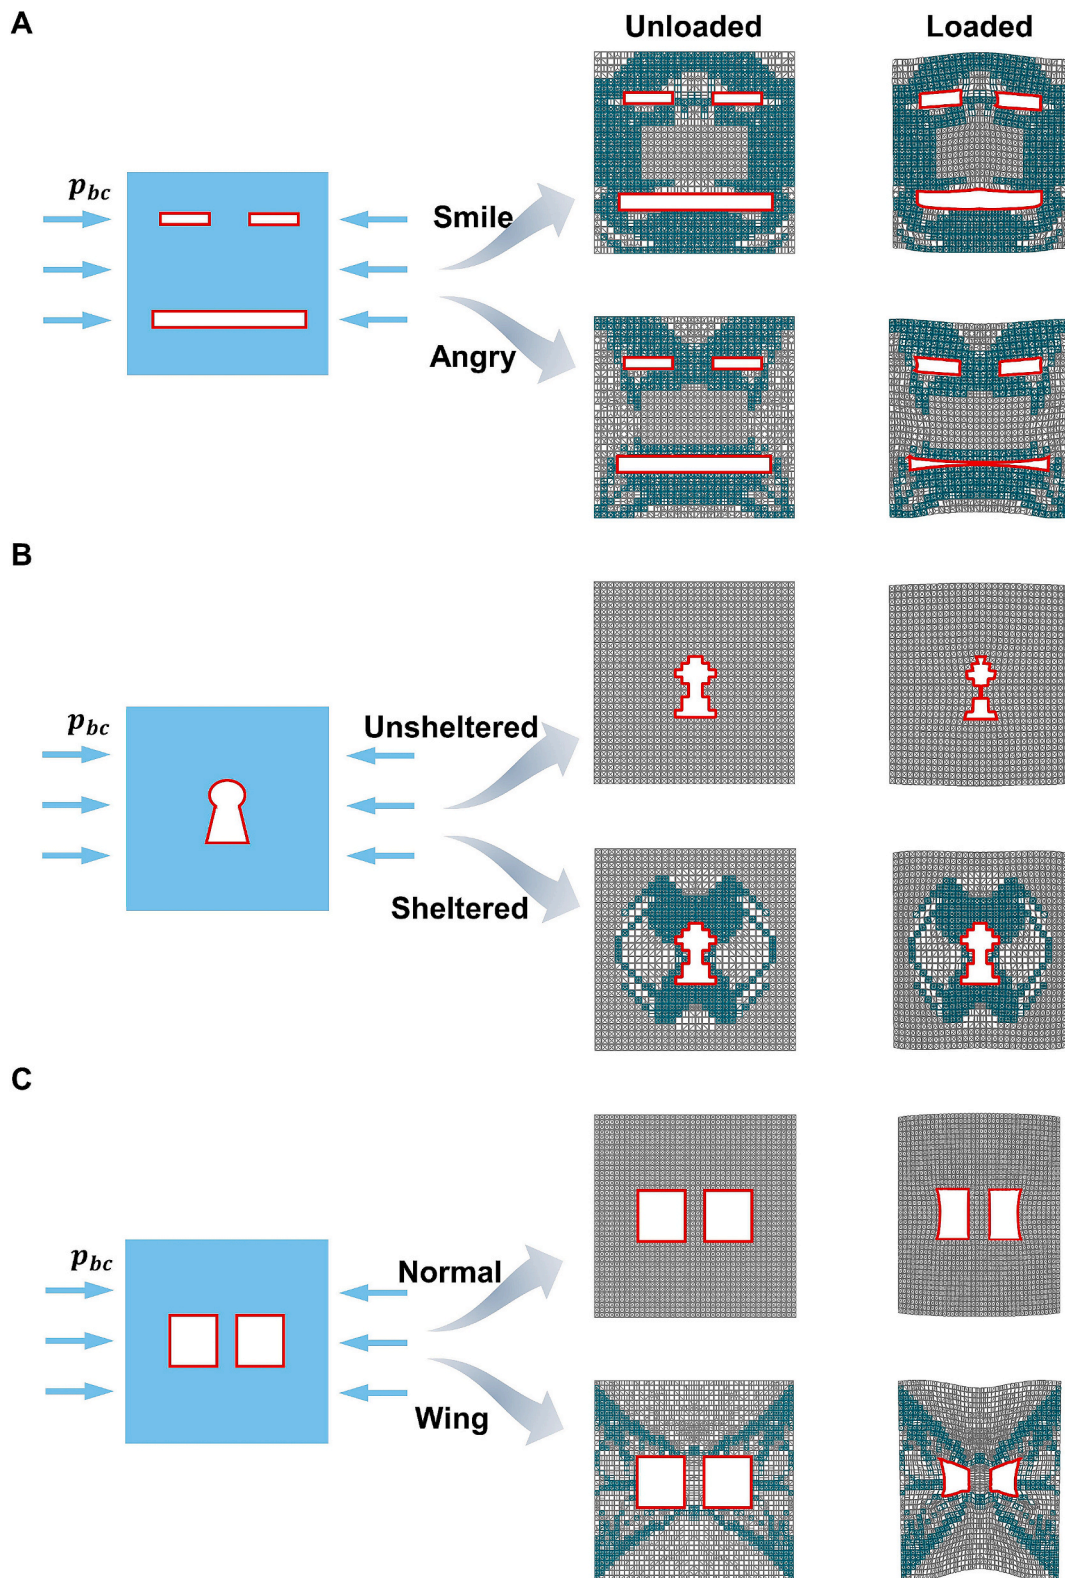 A
Unloaded
Loaded
p_bc
Smile
Angry
B
p_bc
Unsheltered
Sheltered
C
p_bc
Normal
Wing